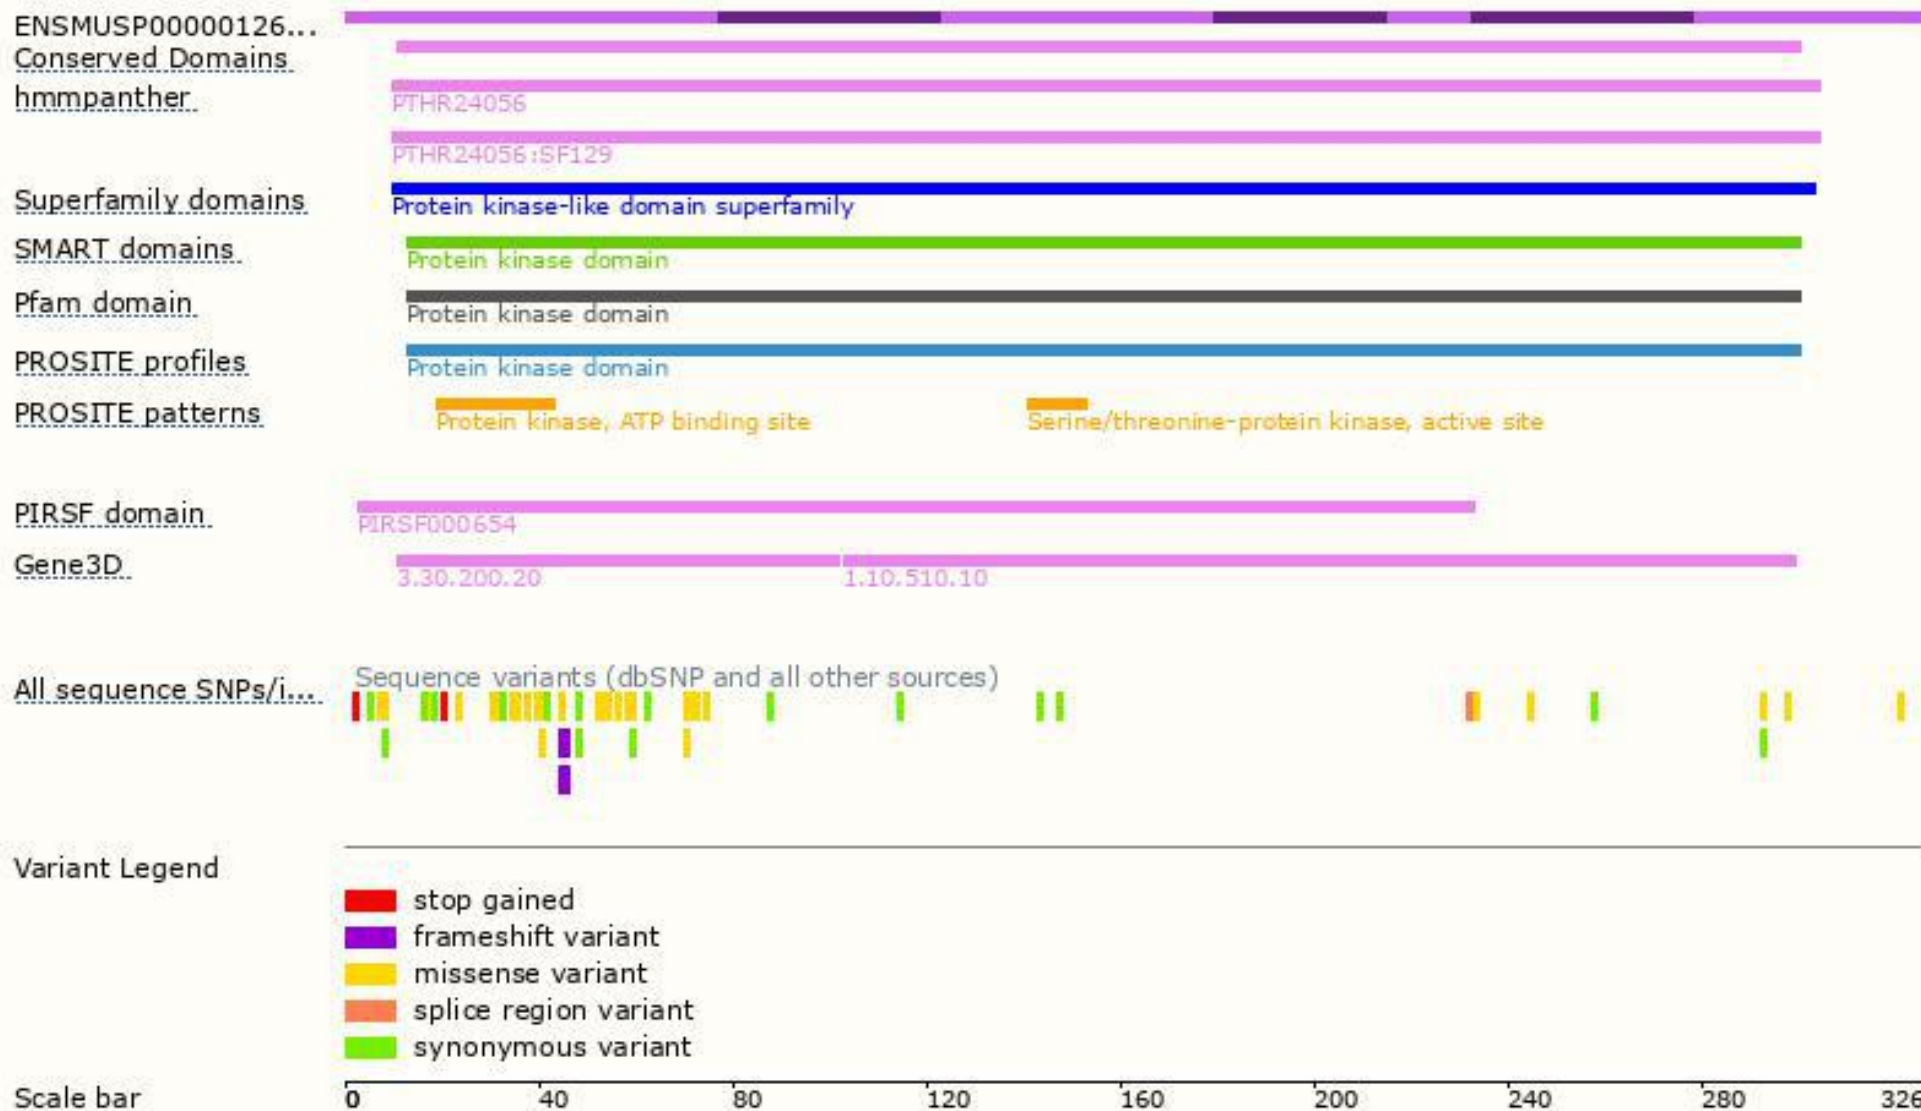 ENSMUSP00000126...
Conserved Domains
hmmpanther
PTHR24056
PTHR24056:SF129
Superfamily domains
Protein kinase-like domain superfamily
SMART domains
Protein kinase domain
Pfam domain
Protein kinase domain
PROSITE profiles
Protein kinase domain
PROSITE patterns
Protein kinase, ATP binding site Serine/threonine-protein kinase, active site
PIRSF domain
PIRSF000654
Gene3D
3.30.200.20 1.10.510.10
Sequence variants (dbSNP and all other sources)
All sequence SNPs/i...
Variant Legend
stop gained
frameshift variant
missense variant
splice region variant
synonymous variant
Scale bar 0 40 80 120 160 200 240 280 326